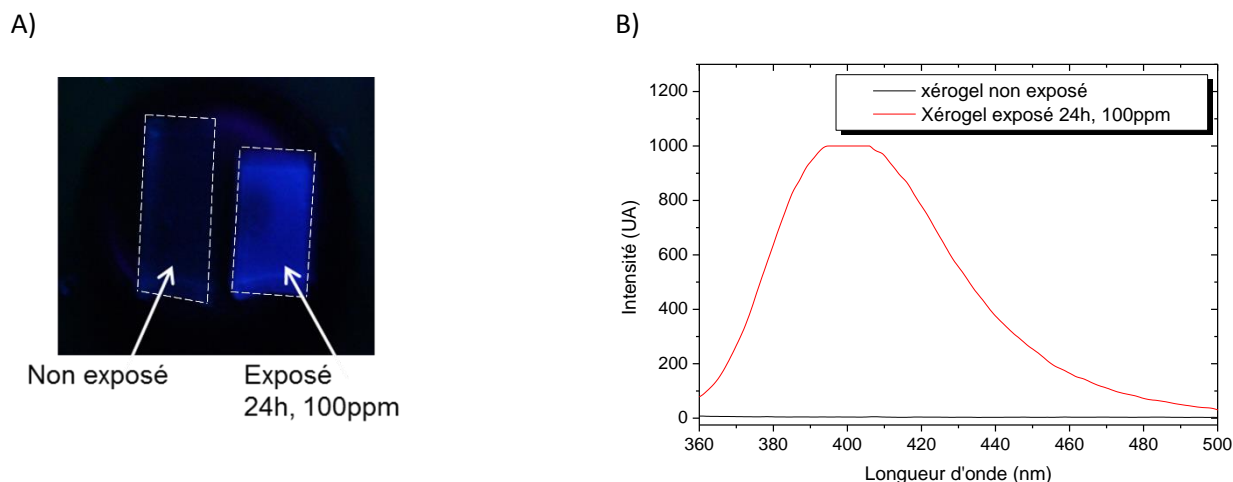 A)
B)
Non exposé
Exposé
24h, 100ppm
xérogel non exposé
Xérogel exposé 24h, 100ppm
Intensité (UA)
1200
1000
800
600
400
200
0
360
380
400
420
440
460
480
500
Longueur d'onde (nm)